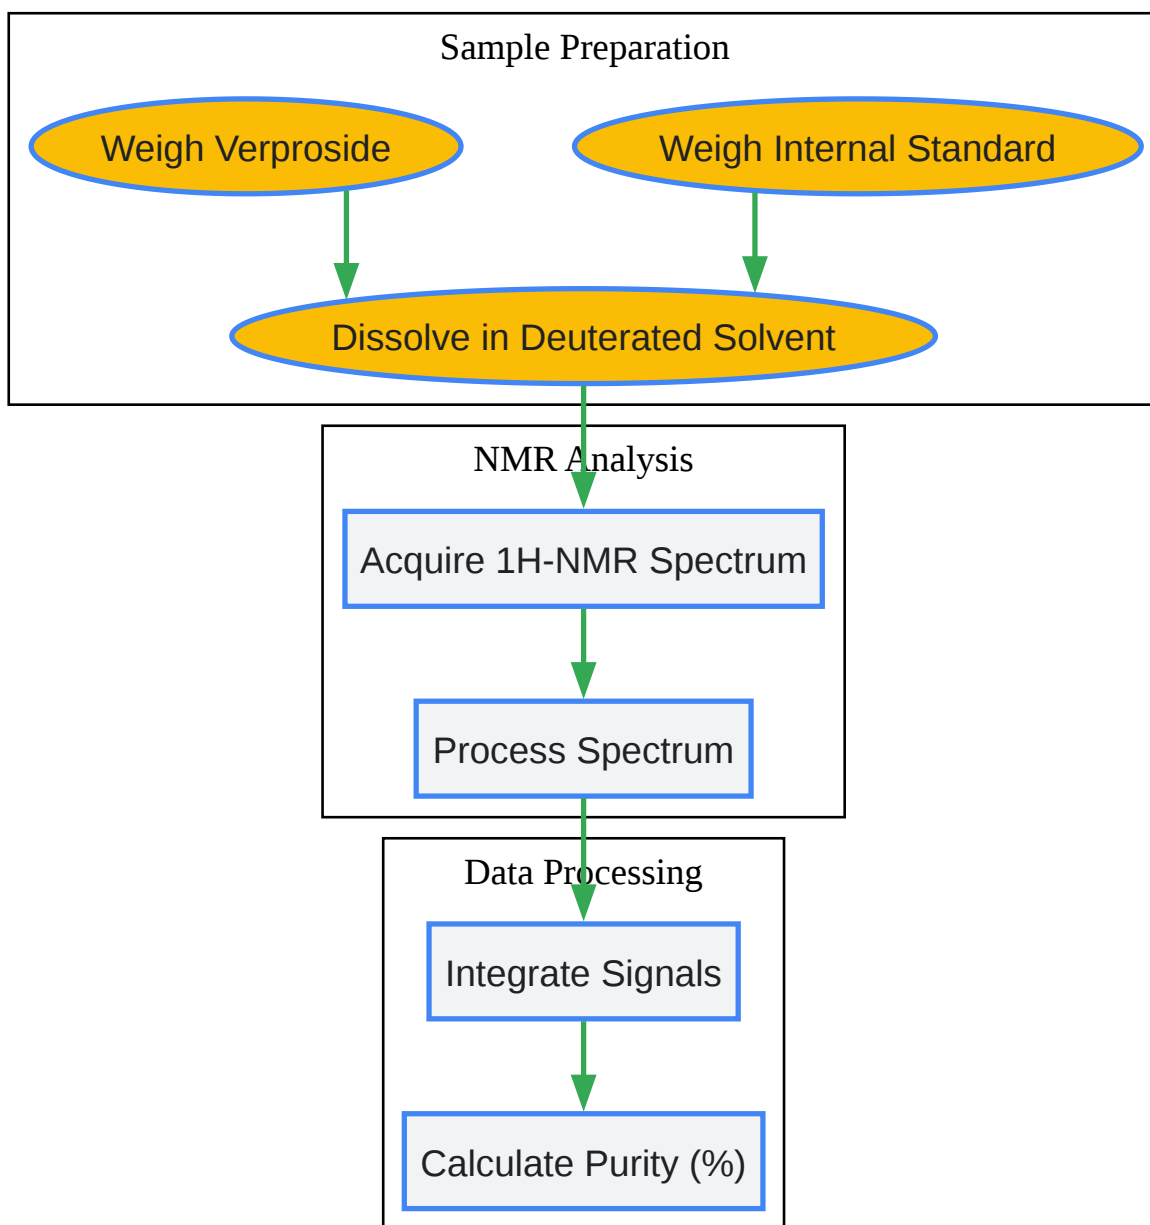 Sample Preparation
Weigh Verproside
Weigh Internal Standard
Dissolve in Deuterated Solvent
NMR Analysis
Acquire 1H-NMR Spectrum
Process Spectrum
Data Processing
Integrate Signals
Calculate Purity (%)